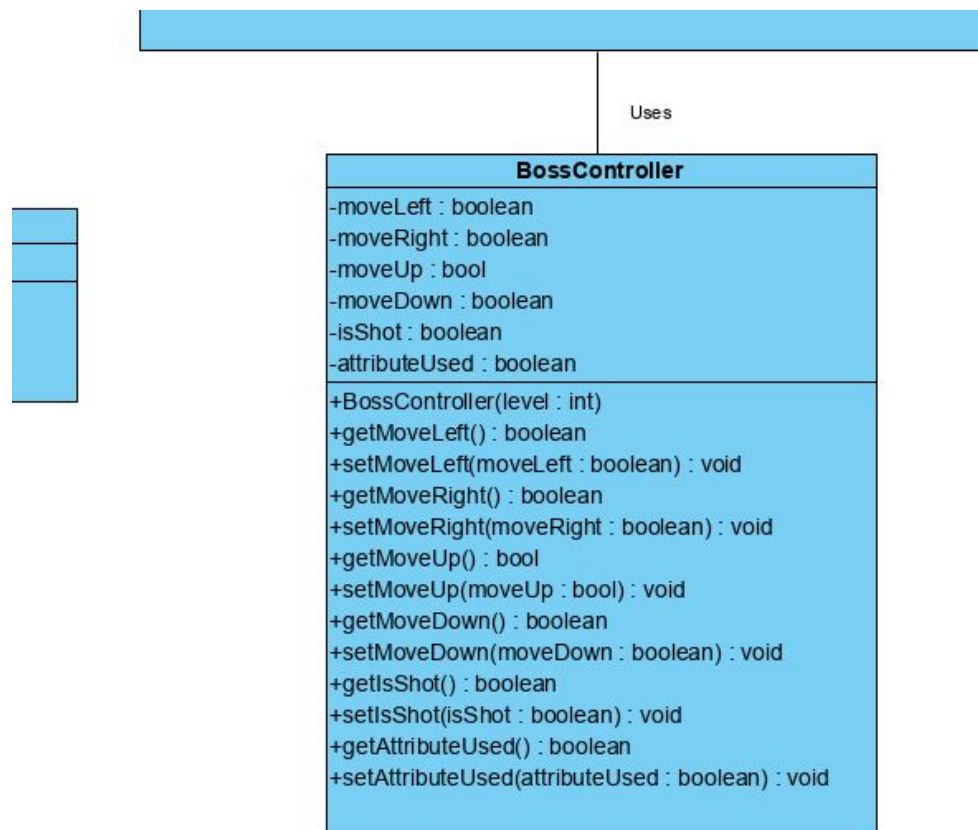 Uses
BossController
-moveLeft : boolean
-moveRight : boolean
-moveUp : bool
-moveDown : boolean
-isShot : boolean
-attributeUsed : boolean
+BossController(level : int)
+getMoveLeft() : boolean
+setMoveLeft(moveLeft : boolean) : void
+getMoveRight() : boolean
+setMoveRight(moveRight : boolean) : void
+getMoveUp() : bool
+setMoveUp(moveUp : bool) : void
+getMoveDown() : boolean
+setMoveDown(moveDown : boolean) : void
+getIsShot() : boolean
+setIsShot(isShot : boolean) : void
+getAttributeUsed() : boolean
+setAttributeUsed(attributeUsed : boolean) : void